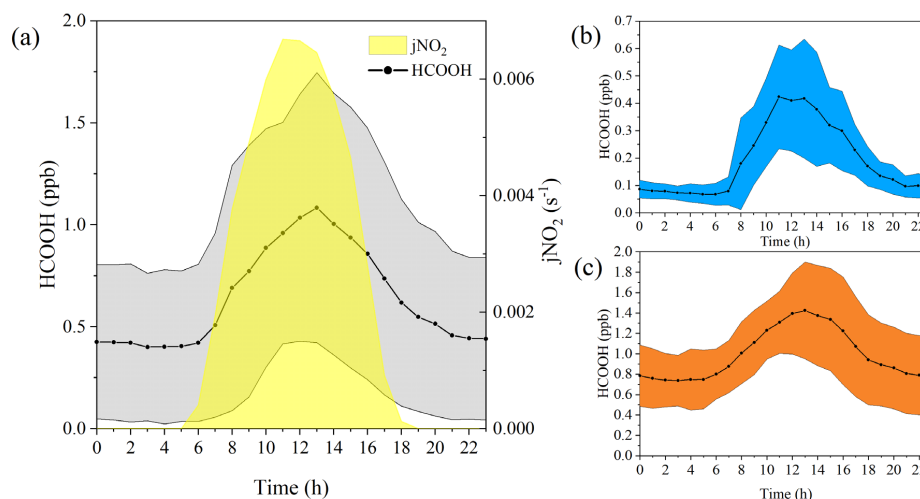 (a)
2.0
1.5
1.0
0.5
0.0
HCOOH (ppb)
jNO₂
HCOOH
0.006
0.004
0.002
0.000
jNO₂ (s⁻¹)
0 2 4 6 8 10 12 14 16 18 20 22
Time (h)
(b)
0.7
0.6
0.5
0.4
0.3
0.2
0.1
0.0
HCOOH (ppb)
0 2 4 6 8 10 12 14 16 18 20 22
Time (h)
(c)
2.0
1.8
1.6
1.4
1.2
1.0
0.8
0.6
0.4
0.2
0.0
HCOOH (ppb)
0 2 4 6 8 10 12 14 16 18 20 22
Time (h)